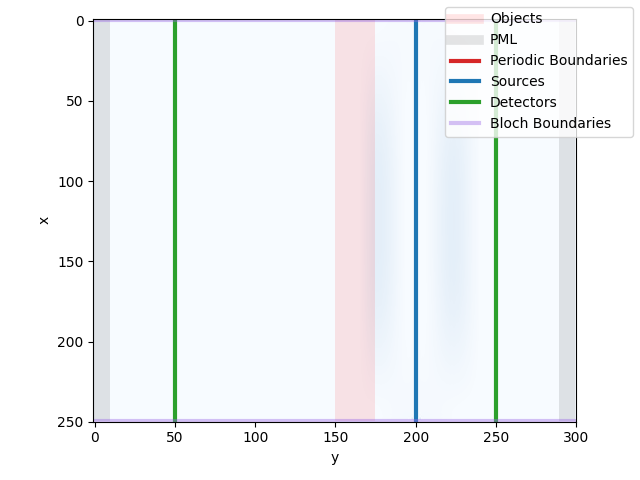 Objects
PML
Periodic Boundaries
Sources
Detectors
Bloch Boundaries
0
50
100
150
200
250
x
0 50 100 150 200 250 300
y